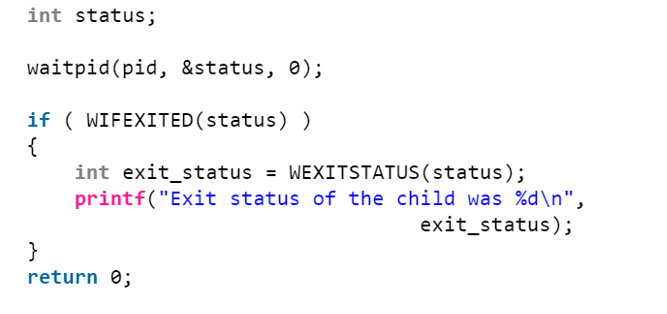 int status;
waitpid(pid, &status, 0);
if ( WIFEXITED(status) )
{
    int exit_status = WEXITSTATUS(status);
    printf("Exit status of the child was %d\n",
                                 exit_status);
}
return 0;